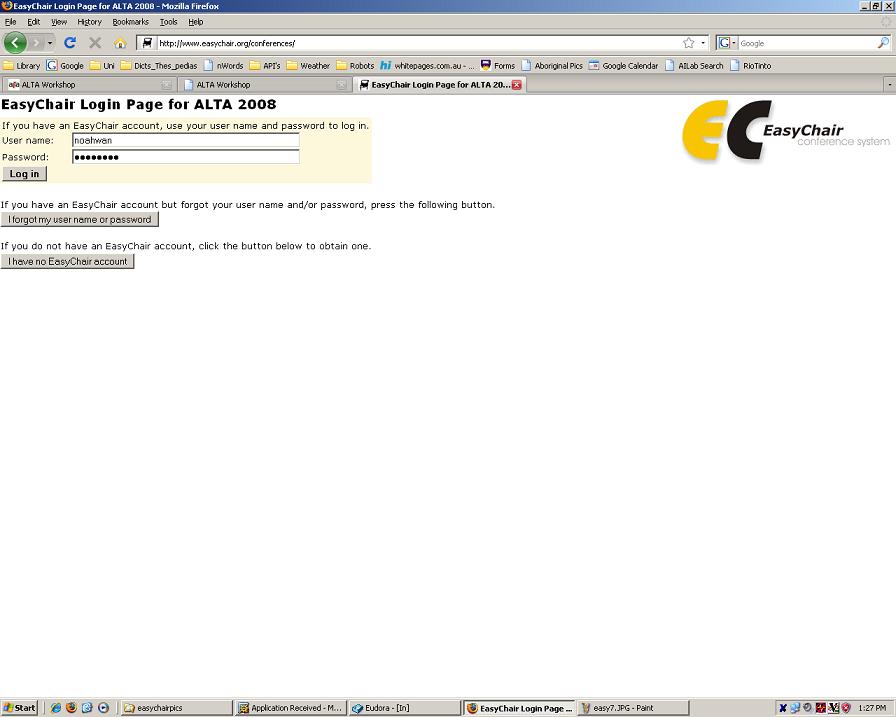 EasyChair Login Page for ALTA 2008 - Mozilla Firefox
File Edit View History Bookmarks Tools Help
http://www.easychair.org/conferences/
G Google
Library Google Uni Dicts_Thes_pedias nWords API's Weather Robots hi whitepages.com.au - ... Forms Aboriginal Pics Google Calendar AILab Search RioTinto
ALTA Workshop ALTA Workshop EasyChair Login Page for ALTA 20...
EasyChair Login Page for ALTA 2008
EC EasyChair
conference system
If you have an EasyChair account, use your user name and password to log in.
User name: noahwan
Password: ●●●●●●●●
Log in
If you have an EasyChair account but forgot your user name and/or password, press the following button.
I forgot my user name or password
If you do not have an EasyChair account, click the button below to obtain one.
I have no EasyChair account
Start easychairpics Application Received - M... Eudora - [In] EasyChair Login Page ... easy7.JPG - Paint 1:27 PM